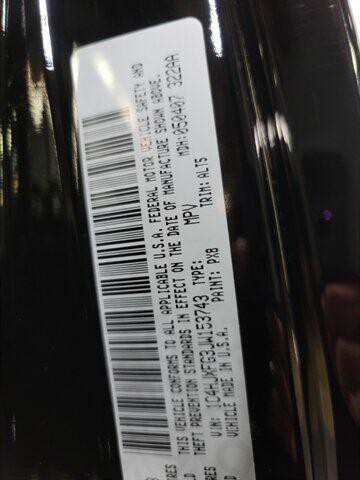 THIS VEHICLE CONFORMS TO ALL APPLICABLE U.S.A. FEDERAL MOTOR VEHICLE SAFETY AND
THEFT PREVENTION STANDARDS IN EFFECT ON THE DATE OF MANUFACTURE SHOWN ABOVE.
VIN: 1C4HJXFG3JW153743 TYPE: MPV MDH: 050407 322AA
PAINT: PX8 TRIM: ALT5
VEHICLE MADE IN U.S.A.